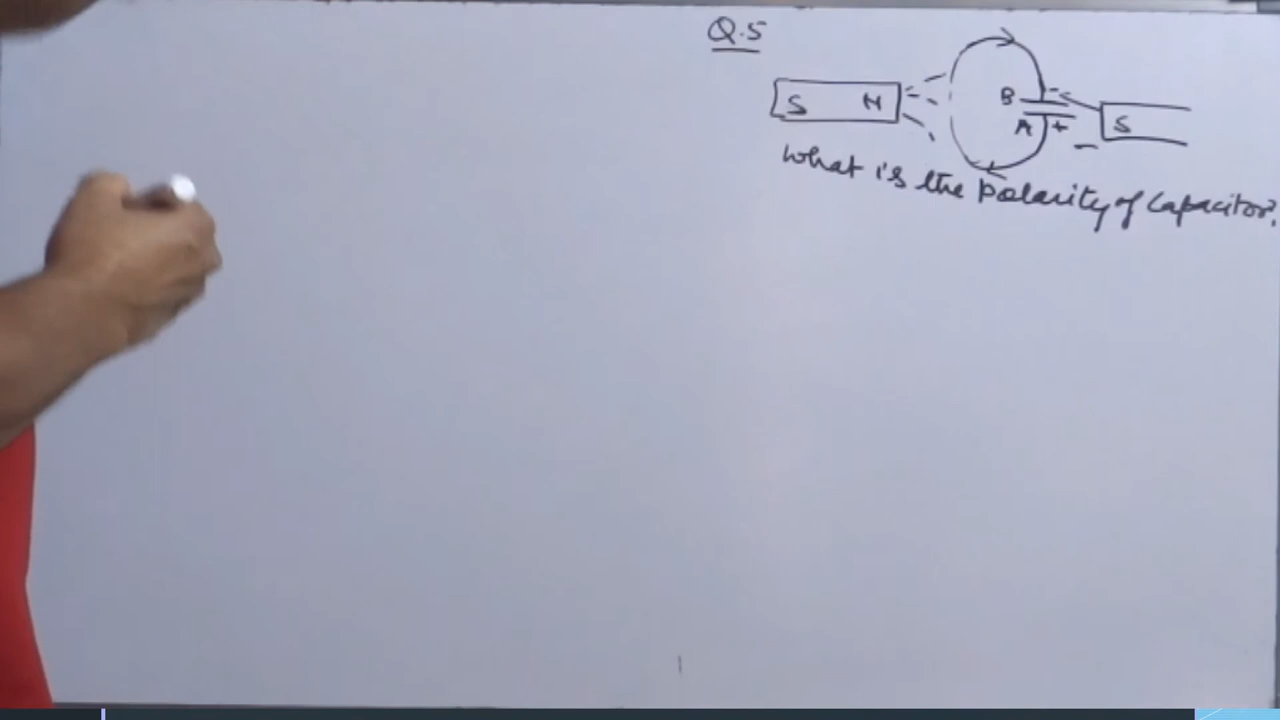 Q.5
S N B - A + S
What is the Polarity of Capacitor?